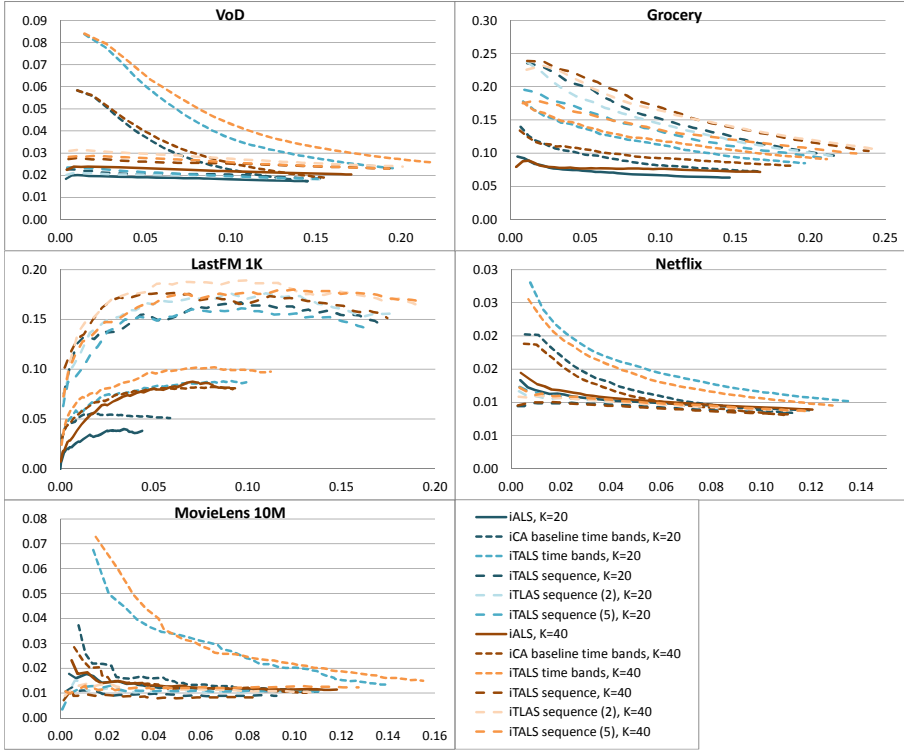 VoD
0.09
0.08
0.07
0.06
0.05
0.04
0.03
0.02
0.01
0.00
0.00 0.05 0.10 0.15 0.20
Grocery
0.30
0.25
0.20
0.15
0.10
0.05
0.00
0.00 0.05 0.10 0.15 0.20 0.25
LastFM 1K
0.20
0.15
0.10
0.05
0.00
0.00 0.05 0.10 0.15 0.20
Netflix
0.03
0.03
0.02
0.02
0.01
0.01
0.00
0.00 0.02 0.04 0.06 0.08 0.10 0.12 0.14
MovieLens 10M
0.08
0.07
0.06
0.05
0.04
0.03
0.02
0.01
0.00
0.00 0.02 0.04 0.06 0.08 0.10 0.12 0.14 0.16
iALS, K=20
iCA baseline time bands, K=20
iTALS time bands, K=20
iTALS sequence, K=20
iTLAS sequence (2), K=20
iTALS sequence (5), K=20
iALS, K=40
iCA baseline time bands, K=40
iTALS time bands, K=40
iTALS sequence, K=40
iTLAS sequence (2), K=40
iTALS sequence (5), K=40